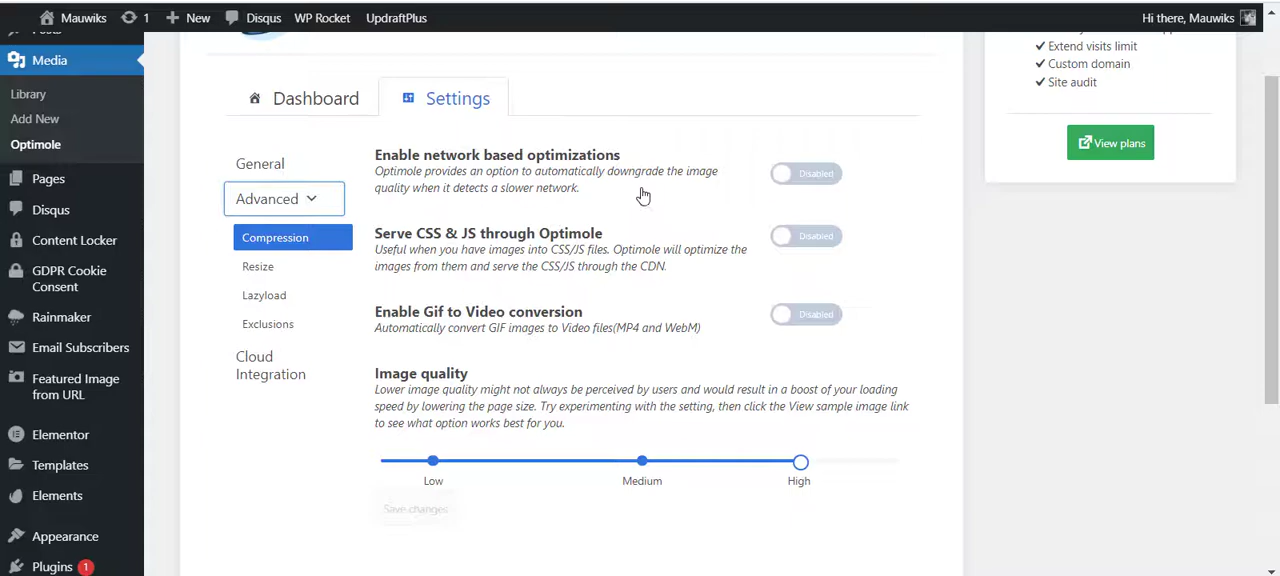 Mauwiks
1
New
Disqus
WP Rocket
UpdraftPlus
Hi there, Mauwiks
Media
Library
Add New
Optimole
Pages
Disqus
Content Locker
GDPR Cookie
Consent
Rainmaker
Email Subscribers
Featured Image
from URL
Elementor
Templates
Elements
Appearance
Plugins 1
Dashboard
Settings
General
Advanced
Compression
Resize
Lazyload
Exclusions
Cloud
Integration
Enable network based optimizations
Optimole provides an option to automatically downgrade the image
quality when it detects a slower network.
Disabled
Serve CSS & JS through Optimole
Useful when you have images into CSS/JS files. Optimole will optimize the
images from them and serve the CSS/JS through the CDN.
Disabled
Enable Gif to Video conversion
Automatically convert GIF images to Video files(MP4 and WebM)
Disabled
Image quality
Lower image quality might not always be perceived by users and would result in a boost of your loading
speed by lowering the page size. Try experimenting with the setting, then click the View sample image link
to see what option works best for you.
Low
Medium
High
Save changes
Extend visits limit
Custom domain
Site audit
View plans